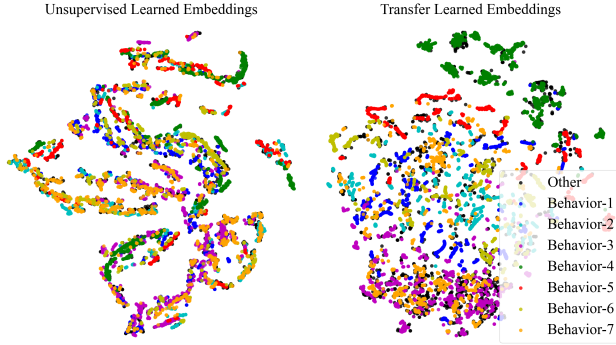 Unsupervised Learned Embeddings
Transfer Learned Embeddings
Other
Behavior-1
Behavior-2
Behavior-3
Behavior-4
Behavior-5
Behavior-6
Behavior-7